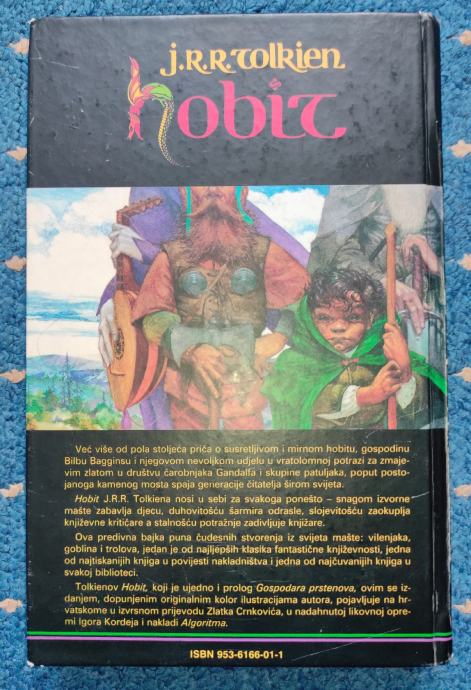 J.R.R. Tolkien
hobit
Već više od pola stoljeća priča o susretljivom i mirnom hobitu, gospodinu
Bilbu Bagginsu i njegovom nevoljkom udjelu u vratolomnoj potrazi za zmaje-
vim zlatom u društvu čarobnjaka Gandalfa i skupine patuljaka, poput posto-
janoga kamenog mosta spaja generacije čitatelja širom svijeta.
Hobit J.R.R. Tolkiena nosi u sebi za svakoga ponešto – snagom izvorne
mašte zabavlja djecu, duhovitošću šarmira odrasle, slojevitošću zaokuplja
književne kritičare a stalnošću potražnje zadivljuje knjižare.
Ova predivna bajka puna čudesnih stvorenja iz svijeta mašte: vilenjaka,
goblina i trolova, jedan je od najljepših klasika fantastične književnosti, jedna
od najtiskanijih knjiga u povijesti nakladništva i jedna od najčuvanijih knjiga u
svakoj biblioteci.
Tolkienov Hobit, koji je ujedno i prolog Gospodara prstenova, ovim se iz-
danjem, dopunjenim originalnim kolor ilustracijama autora, pojavljuje na hr-
vatskome u izvrsnom prijevodu Zlatka Crnkovića, u nadahnutoj likovnoj opre-
mi Igora Kordeja i nakladi Algoritma.
ISBN 953-6166-01-1